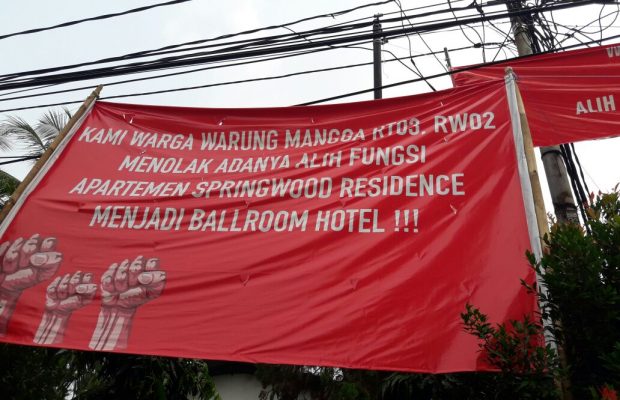 KAMI WARGA WARUNG MANGGA RT03, RW02
MENOLAK ADANYA ALIH FUNGSI
APARTEMEN SPRINGWOOD RESIDENCE
MENJADI BALLROOM HOTEL !!!
ALIH